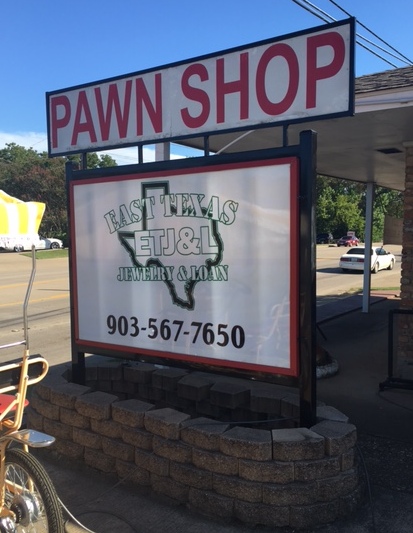 PAWN SHOP
EAST TEXAS
ETJ&L
JEWELRY & LOAN
903-567-7650